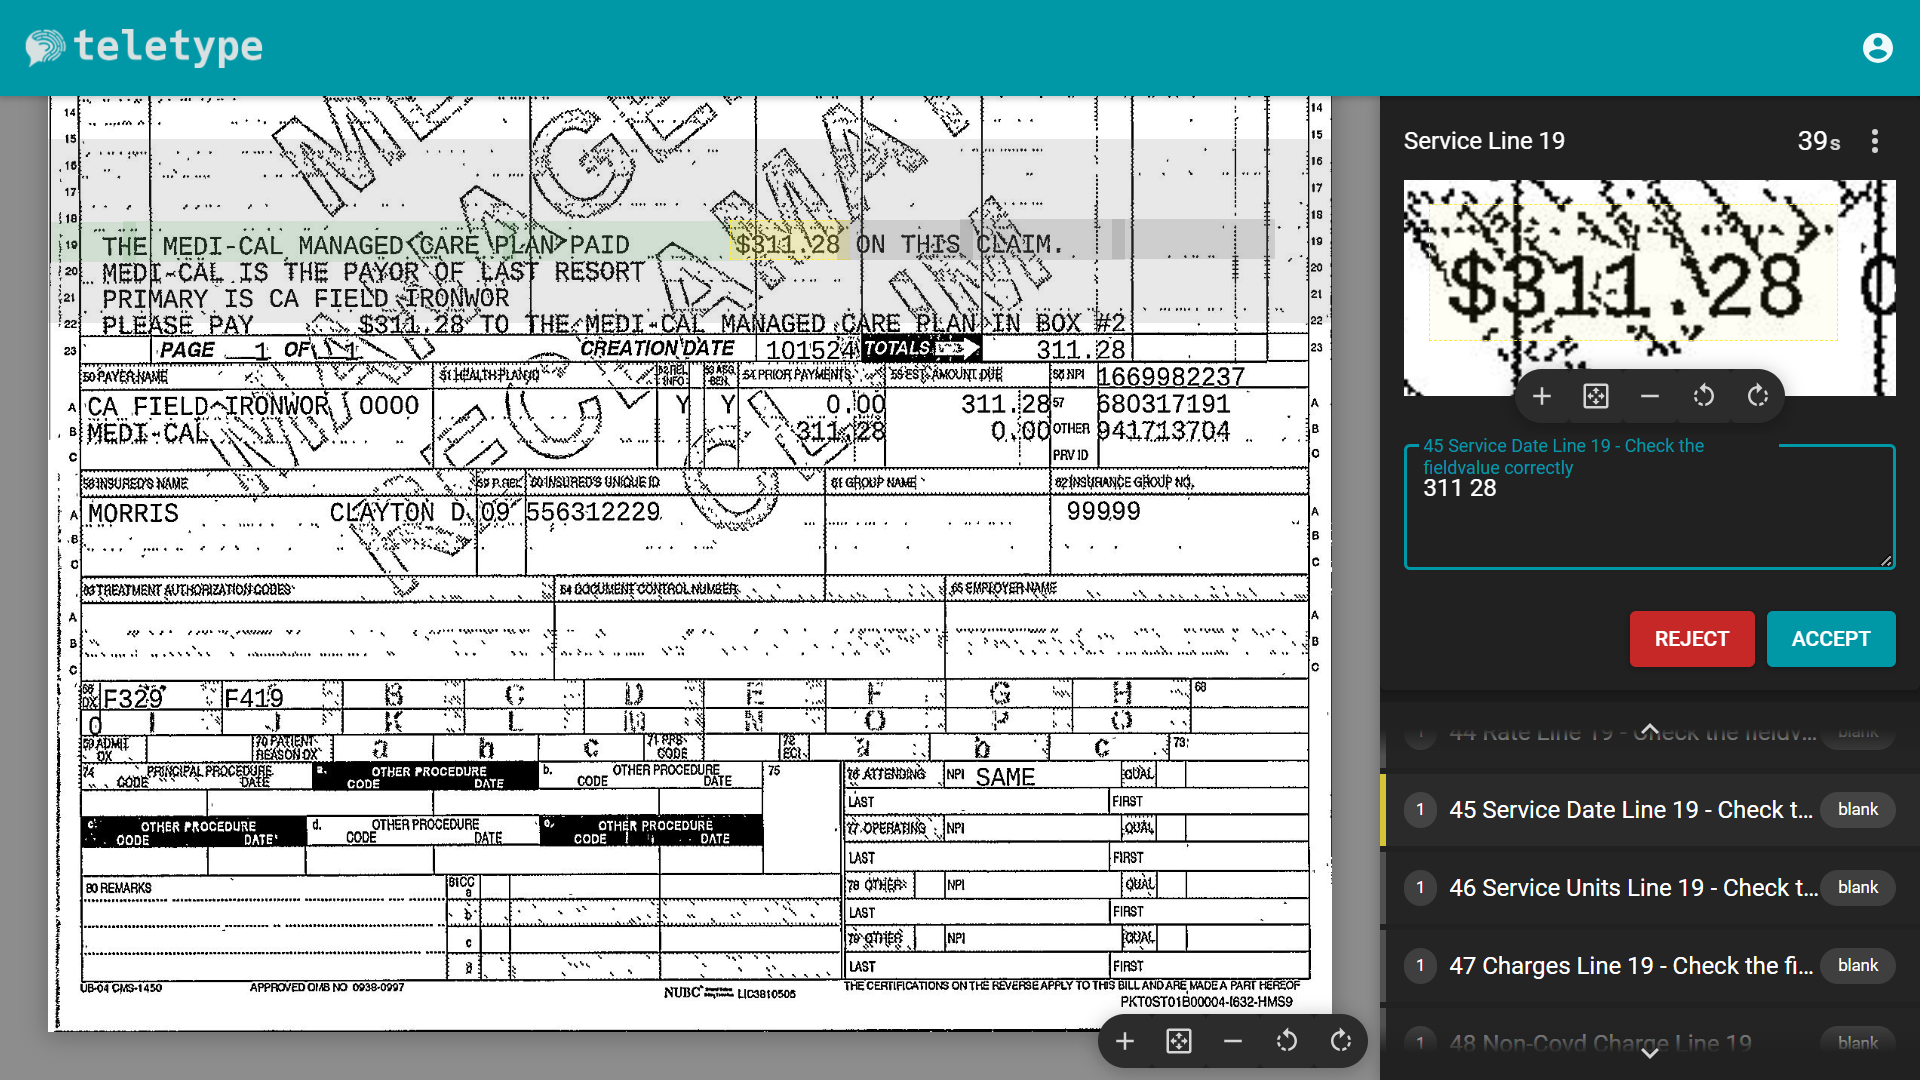 teletype
14 14
15 15
16 16
17 17
18 18
19 THE MEDI-CAL MANAGED CARE PLAN PAID $311.28 ON THIS CLAIM. 19
20 MEDI-CAL IS THE PAYOR OF LAST RESORT 20
21 PRIMARY IS CA FIELD IRONWOR 21
22 PLEASE PAY $311.28 TO THE MEDI-CAL MANAGED CARE PLAN IN BOX #2 22
23 PAGE 1 OF 1 CREATION DATE 101524 TOTALS 311.28 23
50 PAYER NAME 51 HEALTH PLAN ID 52 REL INFO 53 ASG BEN. 54 PRIOR PAYMENTS 55 EST. AMOUNT DUE 56 NPI 1669982237
A CA FIELD IRONWOR 0000 Y Y 0.00 311.28 57 680317191 A
B MEDI-CAL 311.28 0.00 OTHER 941713704 B
C PRV ID C
58 INSURED'S NAME 59 P.REL 60 INSURED'S UNIQUE ID 61 GROUP NAME 62 INSURANCE GROUP NO.
A MORRIS CLAYTON D 09 556312229 99999 A
B B
C C
63 TREATMENT AUTHORIZATION CODES 64 DOCUMENT CONTROL NUMBER 65 EMPLOYER NAME
A A
B B
C C
66 DX F329 F419 B C D E F G H 68
0 I J K L M N O P Q
69 ADMIT DX 70 PATIENT REASON DX a b c 71 PPS CODE 72 ECI a b c 73
74 PRINCIPAL PROCEDURE CODE DATE a. OTHER PROCEDURE CODE DATE b. OTHER PROCEDURE CODE DATE 75 76 ATTENDING NPI SAME QUAL
LAST FIRST
c. OTHER PROCEDURE CODE DATE d. OTHER PROCEDURE CODE DATE e. OTHER PROCEDURE CODE DATE 77 OPERATING NPI QUAL
LAST FIRST
80 REMARKS 81CC a 78 OTHER NPI QUAL
b LAST FIRST
c 79 OTHER NPI QUAL
d LAST FIRST
UB-04 CMS-1450 APPROVED OMB NO. 0938-0997 NUBC LIC3810505 THE CERTIFICATIONS ON THE REVERSE APPLY TO THIS BILL AND ARE MADE A PART HEREOF
PKT0ST01B00004-I632-HMS9
Service Line 19 39s
$311.28
45 Service Date Line 19 - Check the
fieldvalue correctly
311 28
REJECT ACCEPT
44 Rate Line 19 - Check the fieldv... blank
1 45 Service Date Line 19 - Check t... blank
1 46 Service Units Line 19 - Check t... blank
1 47 Charges Line 19 - Check the fi... blank
1 48 Non-Covd Charge Line 19 blank